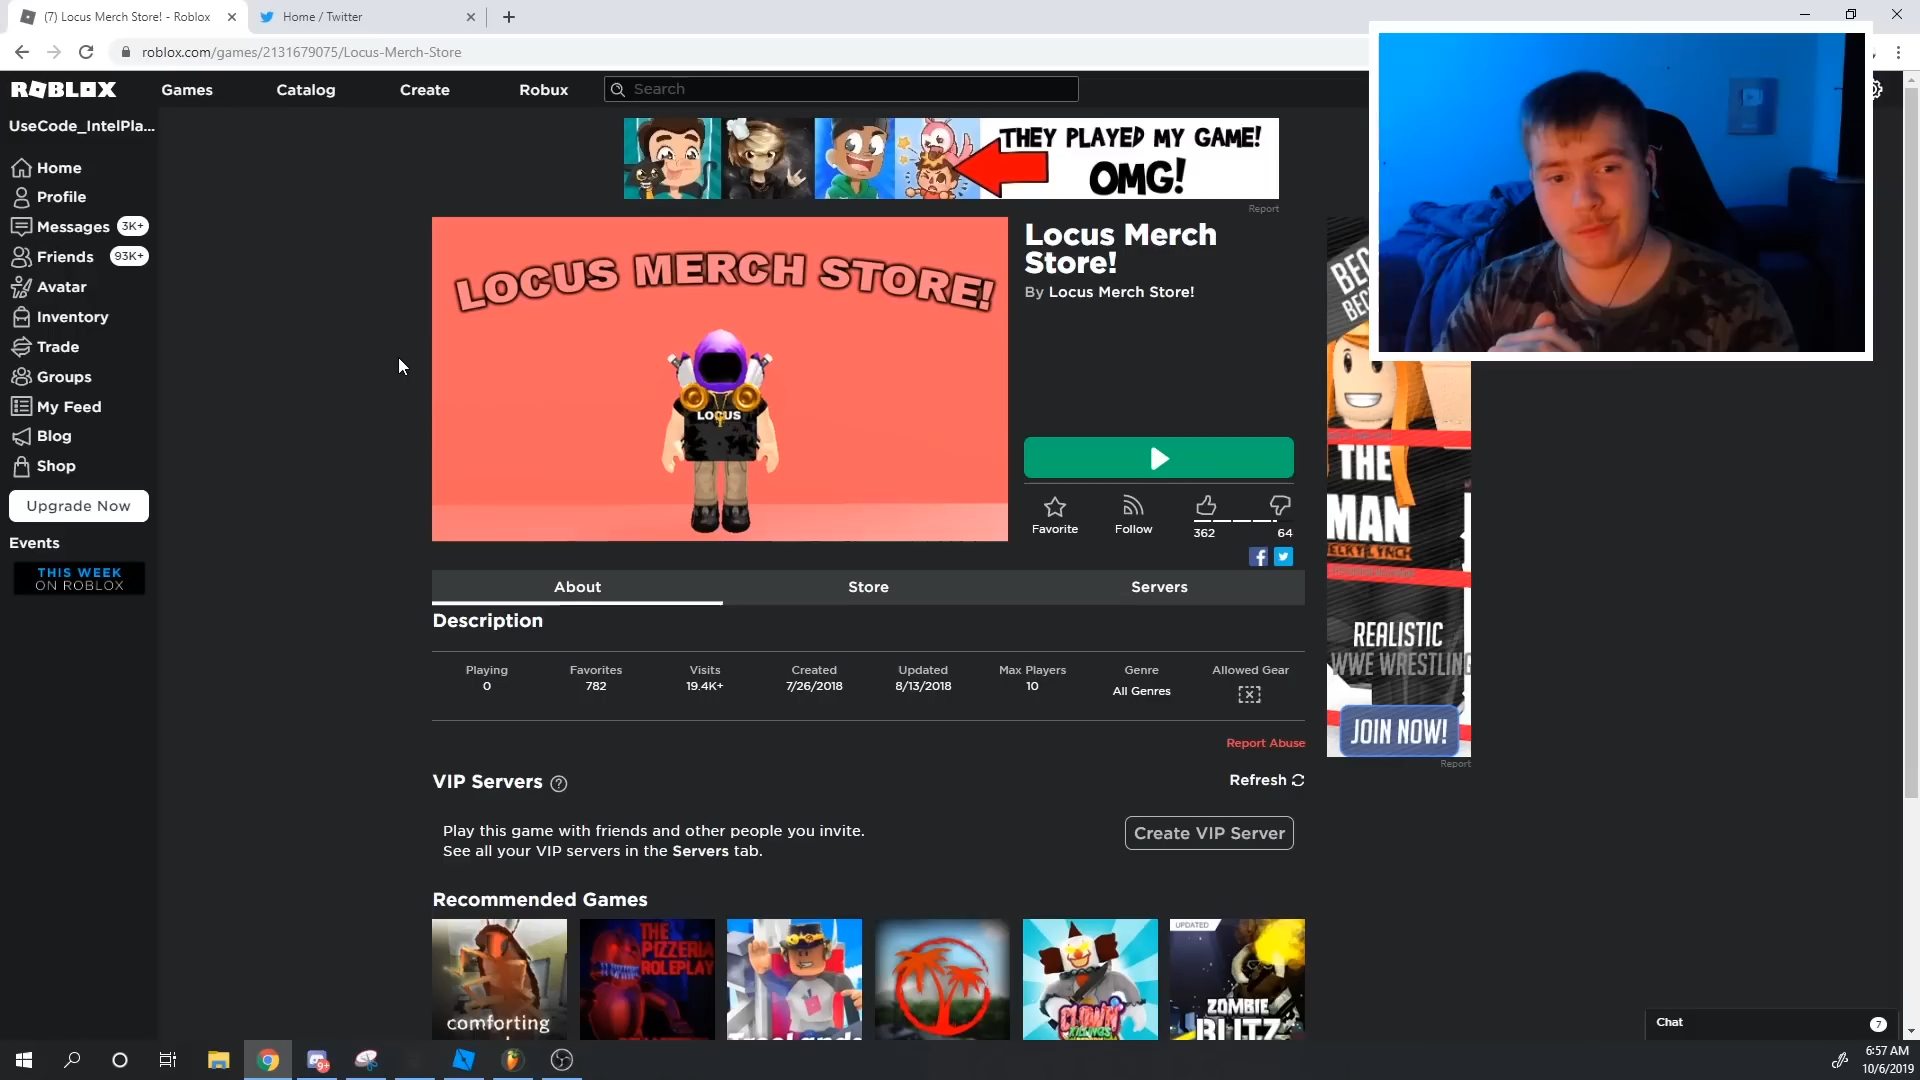 (7) Locus Merch Store! - Roblox
Home / Twitter
roblox.com/games/2131679075/Locus-Merch-Store
ROBLOX
Games
Catalog
Create
Robux
Search
UseCode_IntelPla...
Home
Profile
Messages 3K+
Friends 93K+
Avatar
Inventory
Trade
Groups
My Feed
Blog
Shop
Upgrade Now
Events
THIS WEEK
ON ROBLOX
THEY PLAYED MY GAME!
OMG!
Report
LOCUS MERCH STORE!
LOCUS
Locus Merch
Store!
By Locus Merch Store!
Favorite
Follow
362
64
About
Store
Servers
Description
Playing
0
Favorites
782
Visits
19.4K+
Created
7/26/2018
Updated
8/13/2018
Max Players
10
Genre
All Genres
Allowed Gear
Report Abuse
VIP Servers
Refresh
Play this game with friends and other people you invite.
See all your VIP servers in the Servers tab.
Create VIP Server
Recommended Games
comforting
THE
PIZZERIA
ROLEPLAY
UPDATED
ZOMBIE
BLITZ
THE
MAN
REALISTIC
WWE WRESTLING
JOIN NOW!
Report
Chat
7
9+
6:57 AM
10/6/2019